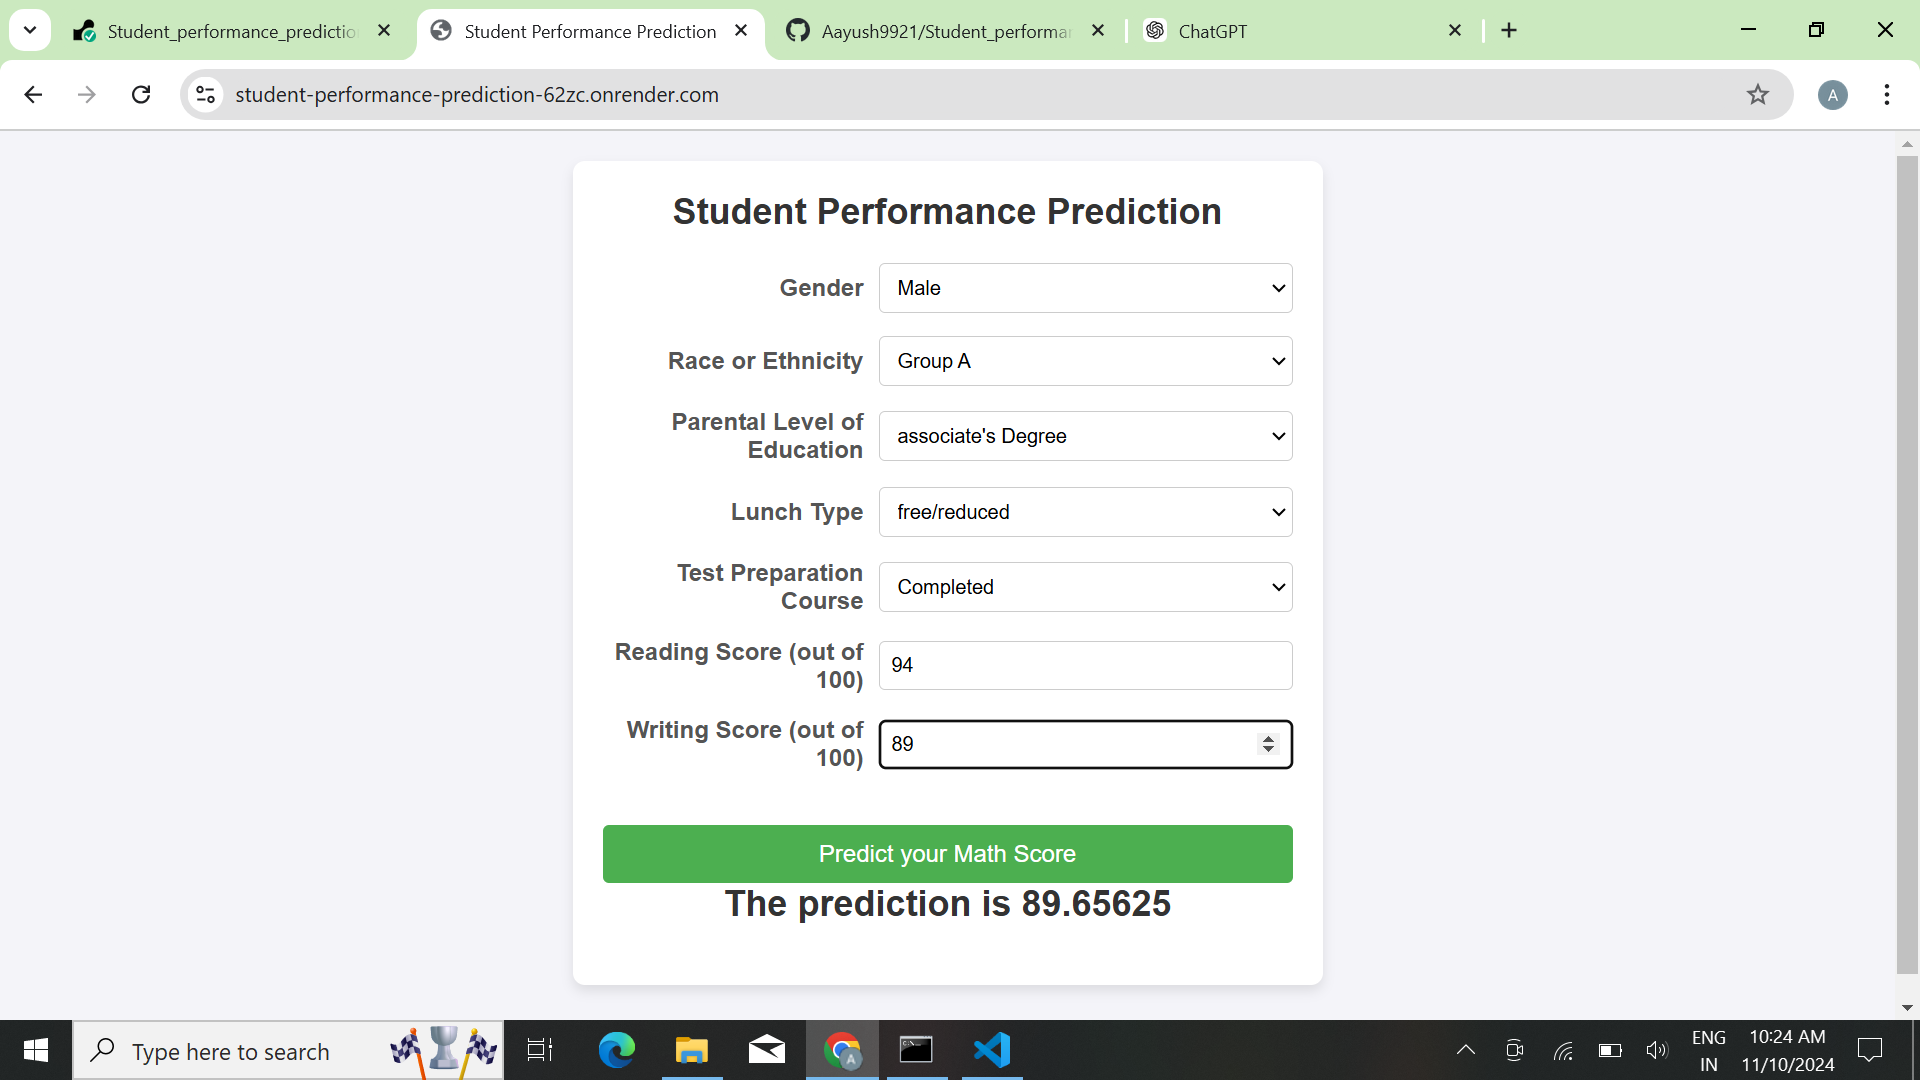 Student_performance_predictio
Student Performance Prediction
Aayush9921/Student_performa
ChatGPT
student-performance-prediction-62zc.onrender.com
A
Student Performance Prediction
Gender
Male
Race or Ethnicity
Group A
Parental Level of
Education
associate's Degree
Lunch Type
free/reduced
Test Preparation
Course
Completed
Reading Score (out of
100)
94
Writing Score (out of
100)
89
Predict your Math Score
The prediction is 89.65625
Type here to search
A
ENG
IN
10:24 AM
11/10/2024